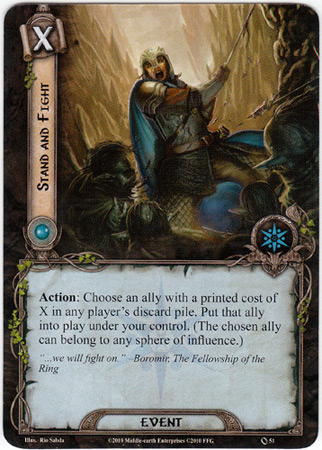 X
STAND AND FIGHT
Action: Choose an ally with a printed cost of
X in any player's discard pile. Put that ally
into play under your control. (The chosen ally
can belong to any sphere of influence.)
"...we will fight on." –Boromir, The Fellowship of the
Ring
EVENT
Illus. Rio Sabda
©2010 Middle-earth Enterprises ©2010 FFG
51